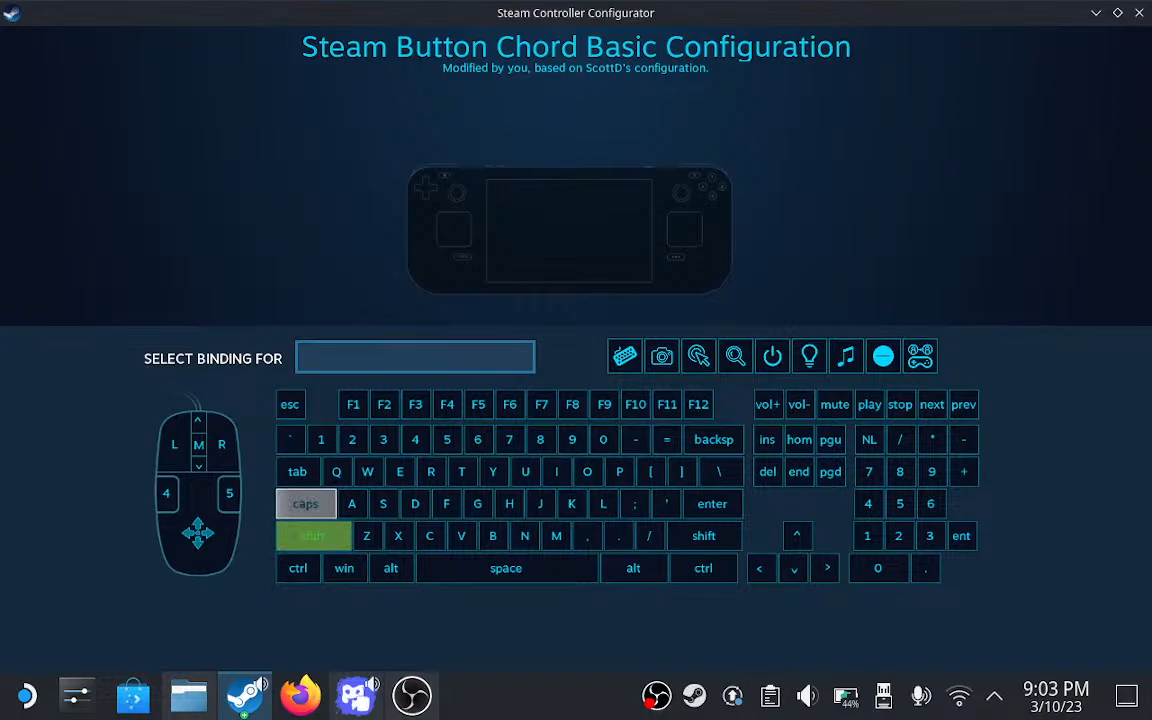 Steam Controller Configurator
Steam Button Chord Basic Configuration
Modified by you, based on ScottD's configuration.
SELECT BINDING FOR
esc F1 F2 F3 F4 F5 F6 F7 F8 F9 F10 F11 F12 vol+ vol- mute play stop next prev
L M R ` 1 2 3 4 5 6 7 8 9 0 - = backsp ins hom pgu NL / * -
tab Q W E R T Y U I O P [ ] \ del end pgd 7 8 9 +
4 5 caps A S D F G H J K L ; ' enter 4 5 6
shift Z X C V B N M , . / shift ^ 1 2 3 ent
ctrl win alt space alt ctrl < v > 0 .
44%
9:03 PM
3/10/23